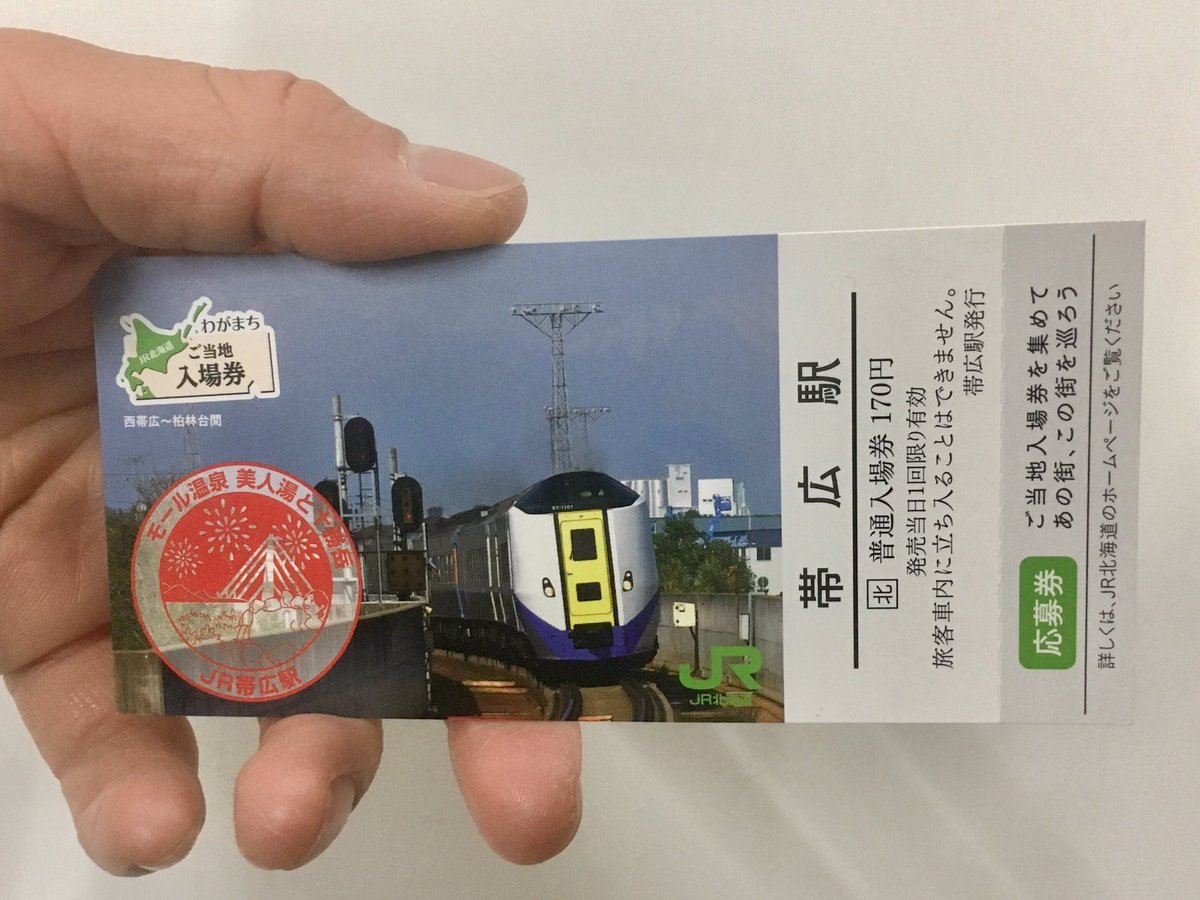 わがまち
ご当地
入場券
JR北海道
西帯広～柏林台間
モール温泉 美人湯と
JR帯広駅
JR
JR北海道
帯広駅
北 普通入場券 170円
発売当日1回限り有効
旅客車内に立ち入ることはできません。
帯広駅発行
応募券
ご当地入場券を集めて
あの街、この街を巡ろう
詳しくは、JR北海道のホームページをご覧ください